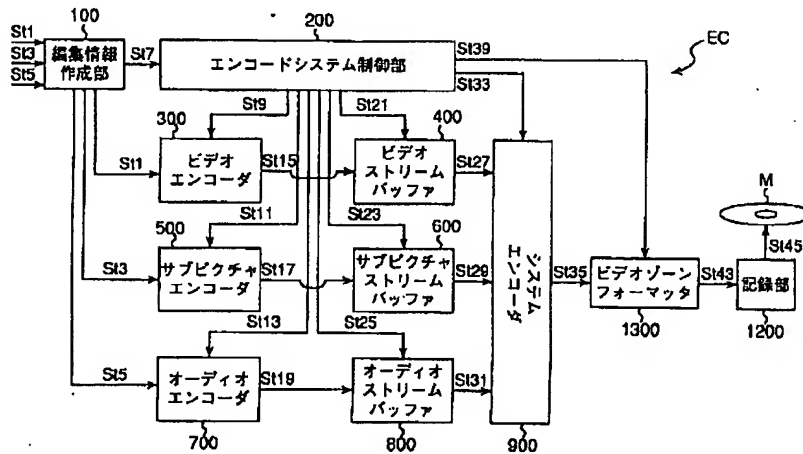 100
200
EC
St1
St3
St5
編集情報
作成部
St7
エンコードシステム制御部
St39
St33
St9
St21
300
400
St1
ビデオ
エンコーダ
St15
ビデオ
ストリーム
バッファ
St27
St11
St23
500
600
St3
サブピクチャ
エンコーダ
St17
サブピクチャ
ストリーム
バッファ
St29
St13
St25
St5
オーディオ
エンコーダ
St19
オーディオ
ストリーム
バッファ
St31
700
800
システム
エンコーダ
900
St35
ビデオゾーン
フォーマッタ
1300
St43
記録部
1200
St45
M